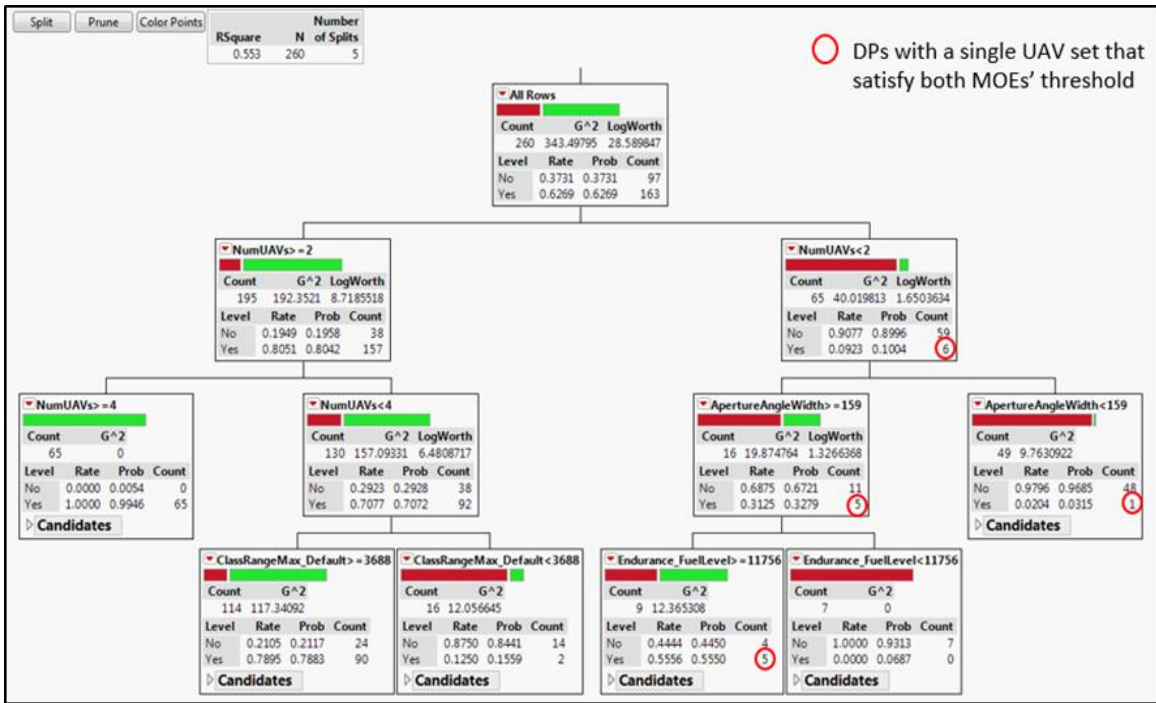 Split Prune Color Points
Number
RSquare N of Splits
0.553 260 5
DPs with a single UAV set that
satisfy both MOEs' threshold
All Rows
Count G^2 LogWorth
260 343.49795 28.589847
Level Rate Prob Count
No 0.3731 0.3731 97
Yes 0.6269 0.6269 163
NumUAVs>=2
Count G^2 LogWorth
195 192.3521 8.7185518
Level Rate Prob Count
No 0.1949 0.1958 38
Yes 0.8051 0.8042 157
NumUAVs<2
Count G^2 LogWorth
65 40.019813 1.6503634
Level Rate Prob Count
No 0.9077 0.8996 59
Yes 0.0923 0.1004 6
NumUAVs>=4
Count G^2
65 0
Level Rate Prob Count
No 0.0000 0.0054 0
Yes 1.0000 0.9946 65
Candidates
NumUAVs<4
Count G^2 LogWorth
130 157.09331 6.4808717
Level Rate Prob Count
No 0.2923 0.2928 38
Yes 0.7077 0.7072 92
ApertureAngleWidth>=159
Count G^2 LogWorth
16 19.874764 1.3266368
Level Rate Prob Count
No 0.6875 0.6721 11
Yes 0.3125 0.3279 5
ApertureAngleWidth<159
Count G^2
49 9.7630922
Level Rate Prob Count
No 0.9796 0.9685 48
Yes 0.0204 0.0315 1
Candidates
ClassRangeMax_Default>=3688
Count G^2
114 117.34092
Level Rate Prob Count
No 0.2105 0.2117 24
Yes 0.7895 0.7883 90
Candidates
ClassRangeMax_Default<3688
Count G^2
16 12.056645
Level Rate Prob Count
No 0.8750 0.8441 14
Yes 0.1250 0.1559 2
Candidates
Endurance_FuelLevel>=11756
Count G^2
9 12.365308
Level Rate Prob Count
No 0.4444 0.4450 4
Yes 0.5556 0.5550 5
Candidates
Endurance_FuelLevel<11756
Count G^2
7 0
Level Rate Prob Count
No 1.0000 0.9313 7
Yes 0.0000 0.0687 0
Candidates